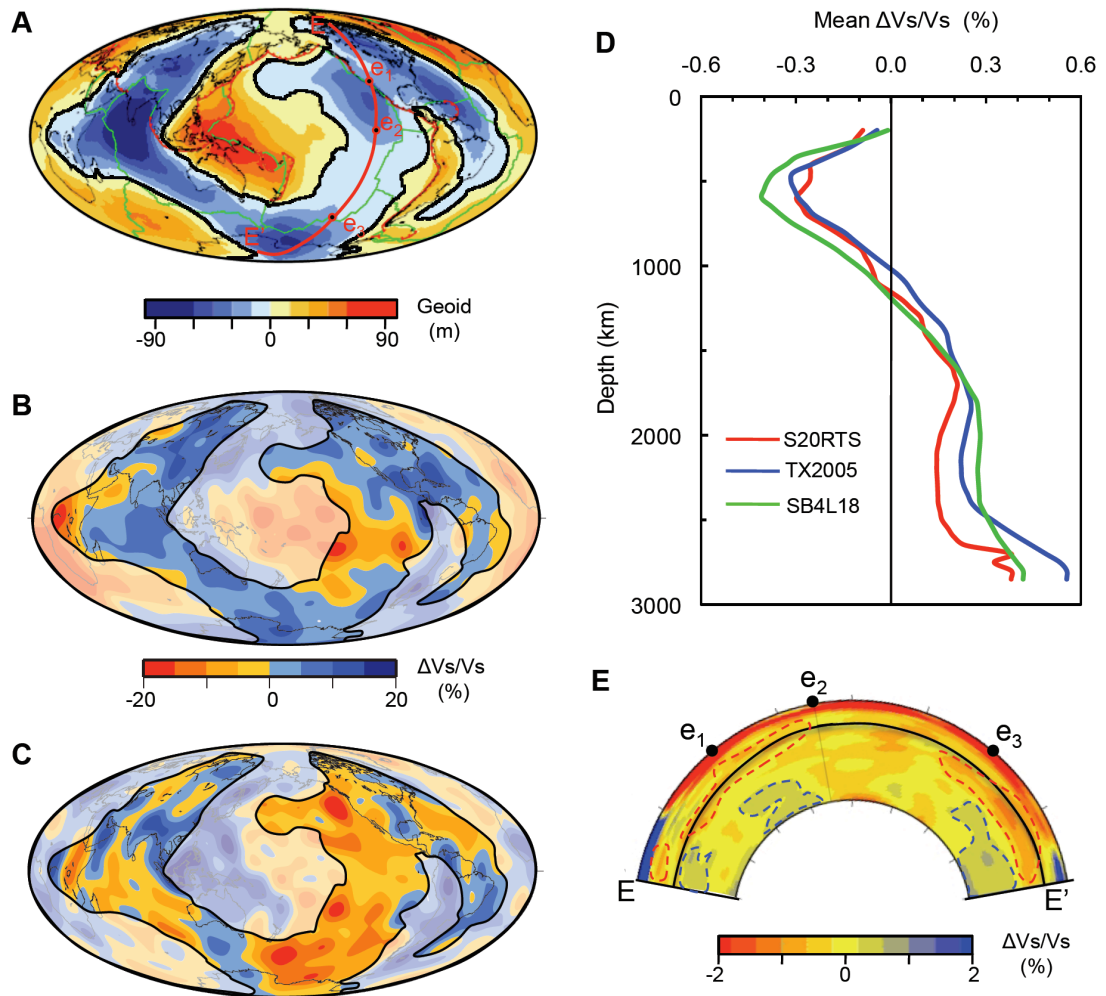 A
E
e1
e2
e3
E
Geoid
(m)
-90
0
90
B
ΔVs/Vs
(%)
-20
0
20
C
D
Mean ΔVs/Vs (%)
-0.6
-0.3
0.0
0.3
0.6
0
1000
2000
3000
Depth (km)
S20RTS
TX2005
SB4L18
E
e1
e2
e3
E
E'
ΔVs/Vs
(%)
-2
0
2